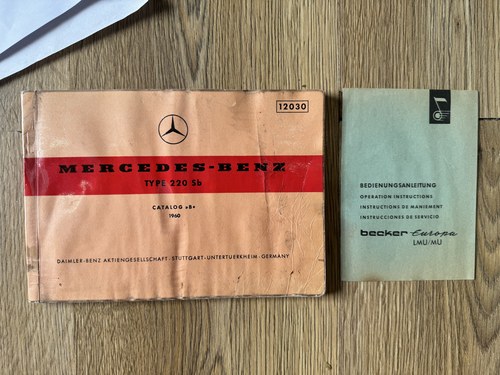 12030
MERCEDES-BENZ
TYPE 220 Sb
CATALOG »B«
1960
DAIMLER-BENZ AKTIENGESELLSCHAFT · STUTTGART-UNTERTUERKHEIM · GERMANY
BEDIENUNGSANLEITUNG
OPERATION INSTRUCTIONS
INSTRUCTIONS DE MANIEMENT
INSTRUCCIONES DE SERVICIO
becker Europa
LMU/MU